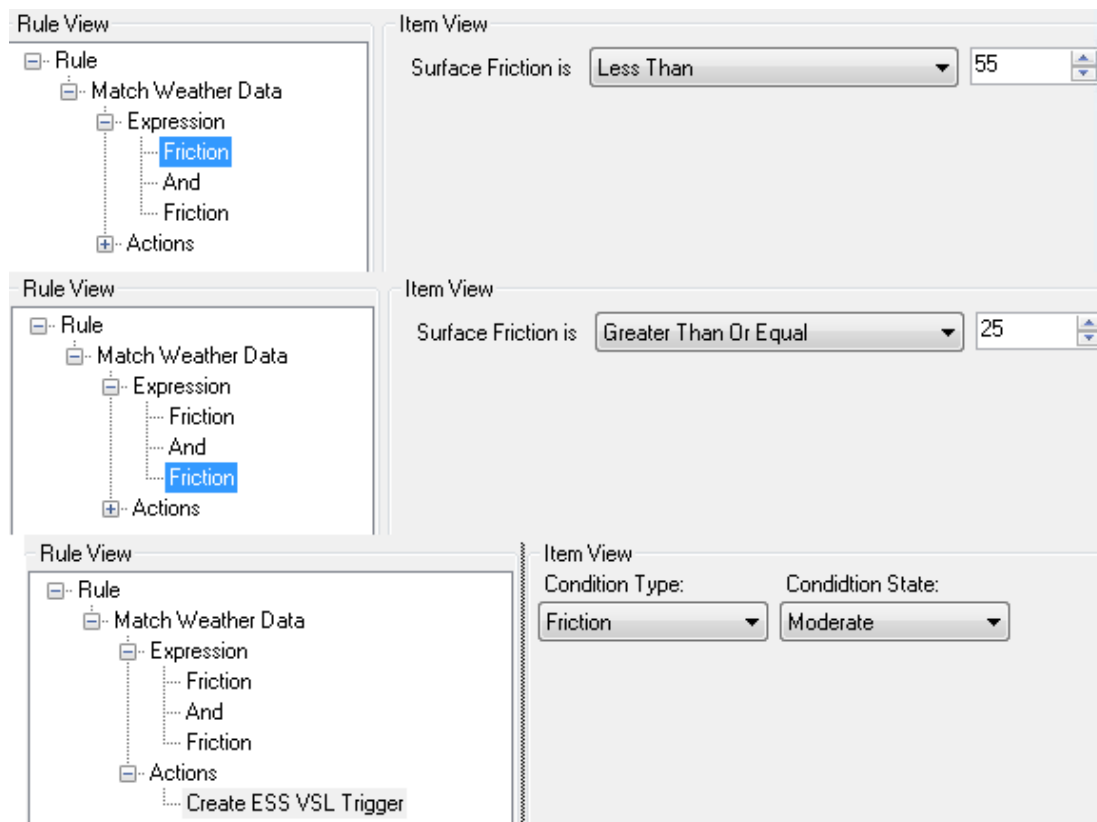 Rule View
Rule
Match Weather Data
Expression
Friction
And
Friction
Actions
Item View
Surface Friction is Less Than 55
Rule View
Rule
Match Weather Data
Expression
Friction
And
Friction
Actions
Item View
Surface Friction is Greater Than Or Equal 25
Rule View
Rule
Match Weather Data
Expression
Friction
And
Friction
Actions
Create ESS VSL Trigger
Item View
Condition Type: Condidtion State:
Friction Moderate